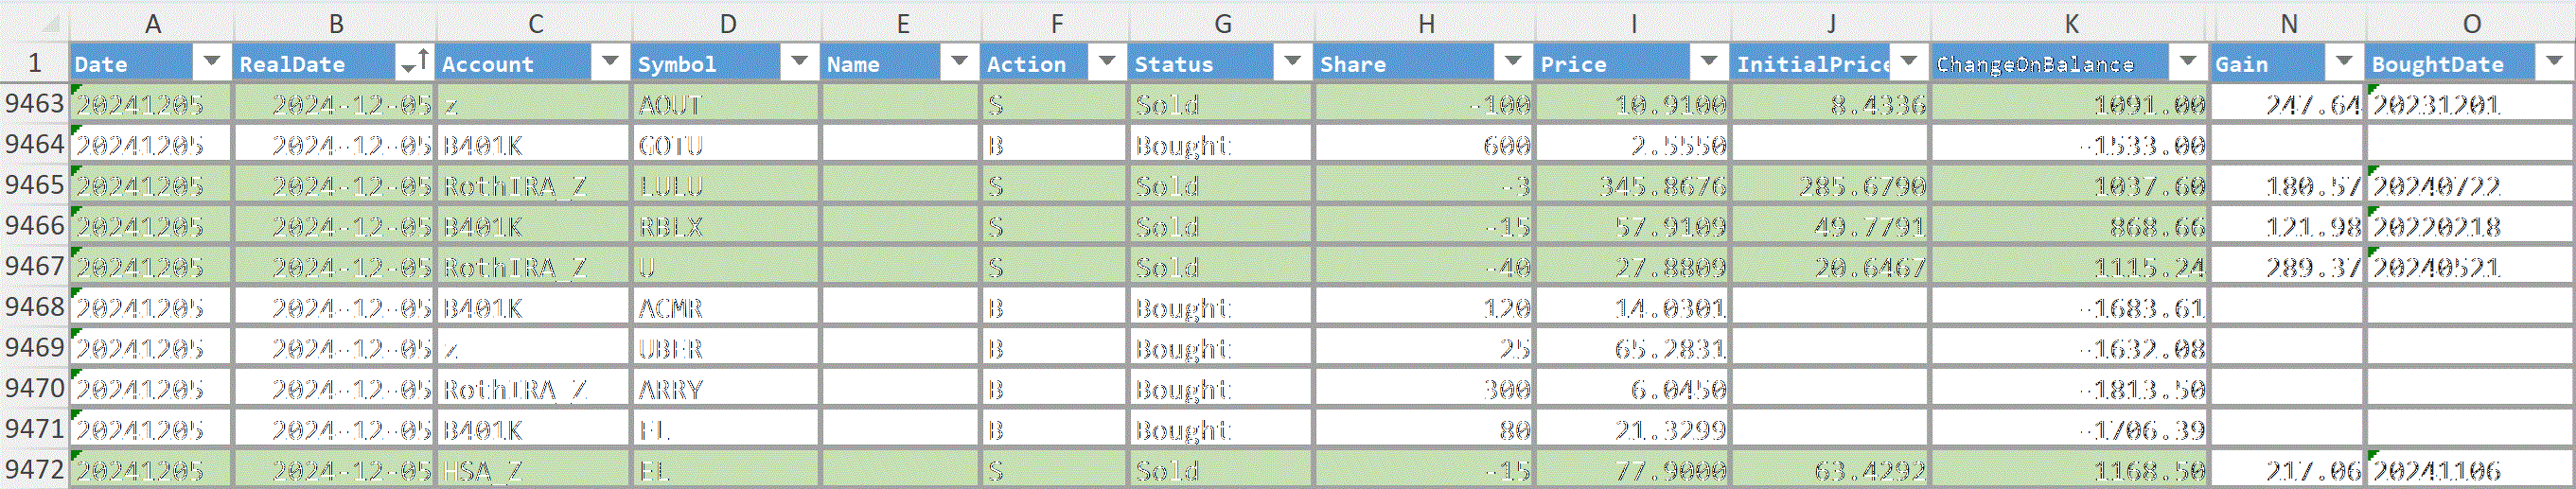 A B C D E F G H I J K N O
1 Date RealDate Account Symbol Name Action Status Share Price InitialPrice ChangeOnBalance Gain BoughtDate
9463 20241205 2024-12-05 z AOUT S Sold -100 10.9100 8.4336 1091.00 247.64 20231201
9464 20241205 2024-12-05 B401K GOTU B Bought 600 2.5550 -1533.00
9465 20241205 2024-12-05 RothIRA_Z LULU S Sold -3 345.8676 285.6790 1037.60 180.57 20240722
9466 20241205 2024-12-05 B401K RBLX S Sold -15 57.9109 49.7791 868.66 121.98 20220218
9467 20241205 2024-12-05 RothIRA_Z U S Sold -40 27.8809 20.6467 1115.24 289.37 20240521
9468 20241205 2024-12-05 B401K ACMR B Bought 120 14.0301 -1683.61
9469 20241205 2024-12-05 z UBER B Bought 25 65.2831 -1632.08
9470 20241205 2024-12-05 RothIRA_Z ARRY B Bought 300 6.0450 -1813.50
9471 20241205 2024-12-05 B401K B Bought 80 21.3299 -1706.39
9472 20241205 2024-12-05 HSA_Z EL S Sold -15 77.9000 63.4292 1168.50 217.06 20241106